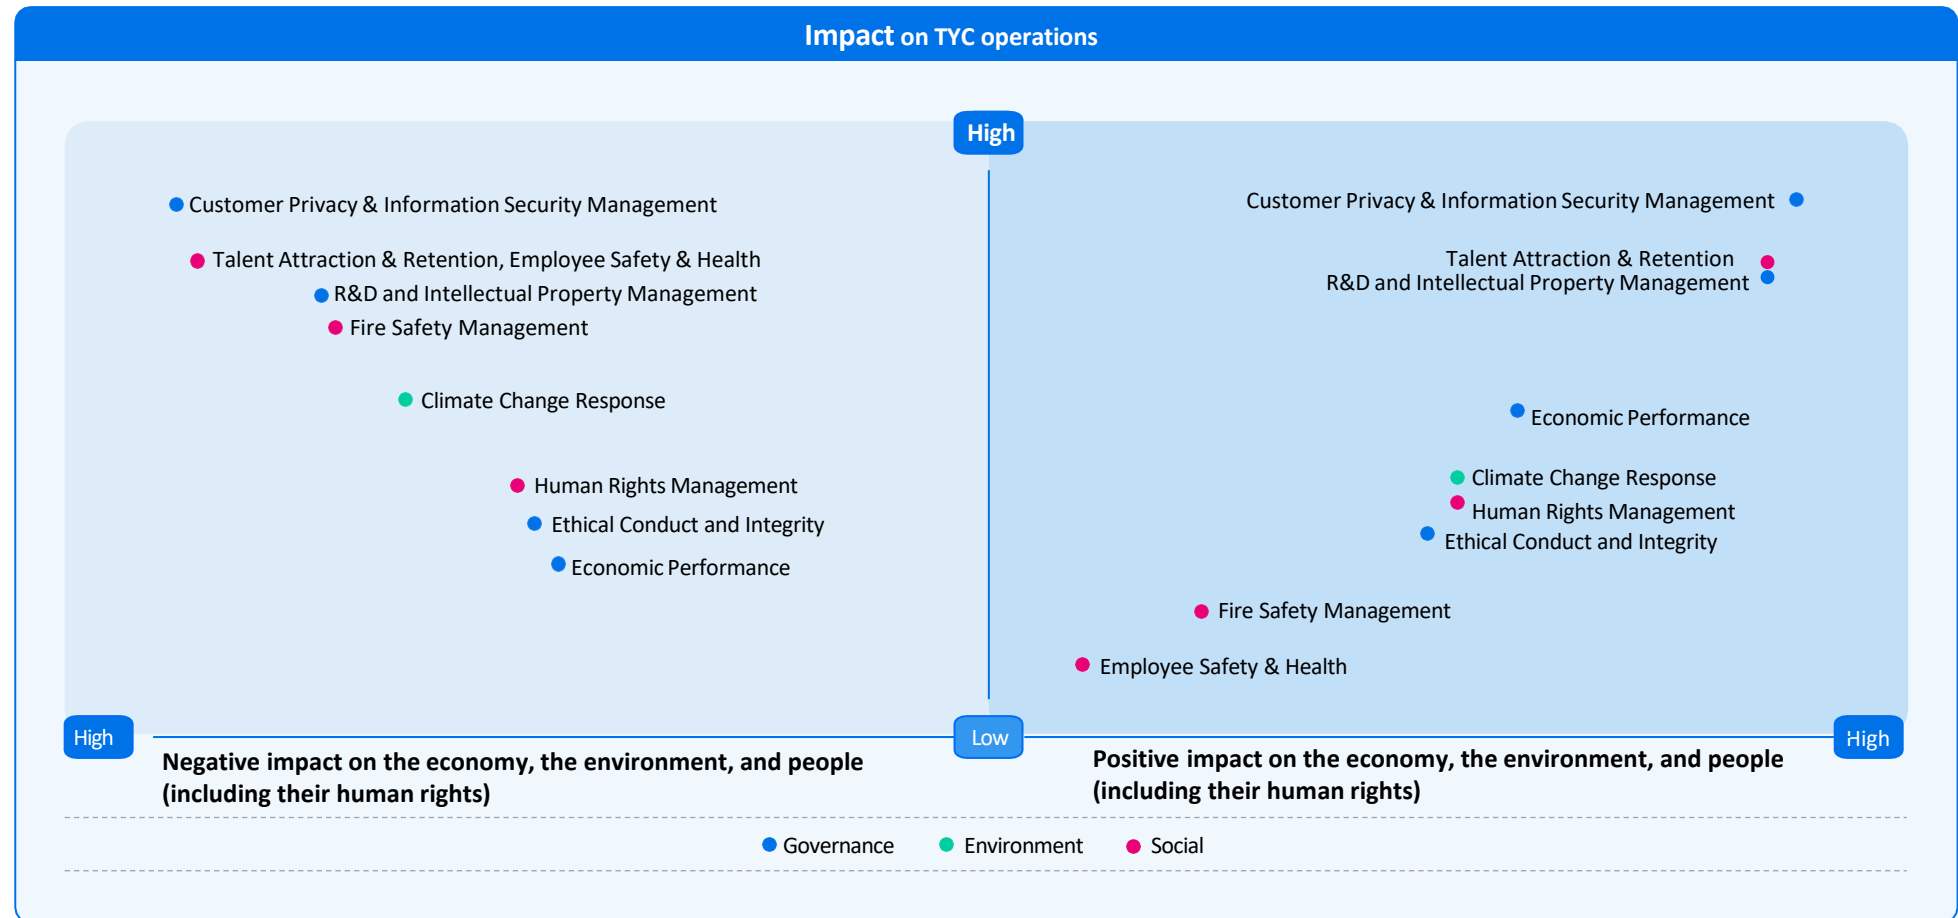 Impact on TYC operations
High
Customer Privacy & Information Security Management
Talent Attraction & Retention, Employee Safety & Health
R&D and Intellectual Property Management
Fire Safety Management
Climate Change Response
Human Rights Management
Ethical Conduct and Integrity
Economic Performance
Customer Privacy & Information Security Management
Talent Attraction & Retention
R&D and Intellectual Property Management
Economic Performance
Climate Change Response
Human Rights Management
Ethical Conduct and Integrity
Fire Safety Management
Employee Safety & Health
High
Low
High
Negative impact on the economy, the environment, and people
(including their human rights)
Positive impact on the economy, the environment, and people
(including their human rights)
Governance
Environment
Social